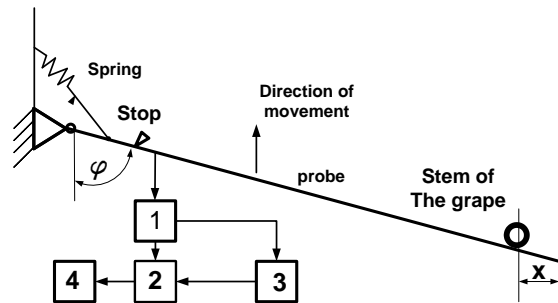 Spring
Stop
Direction of
movement
φ
probe
Stem of
The grape
1
x
4
2
3